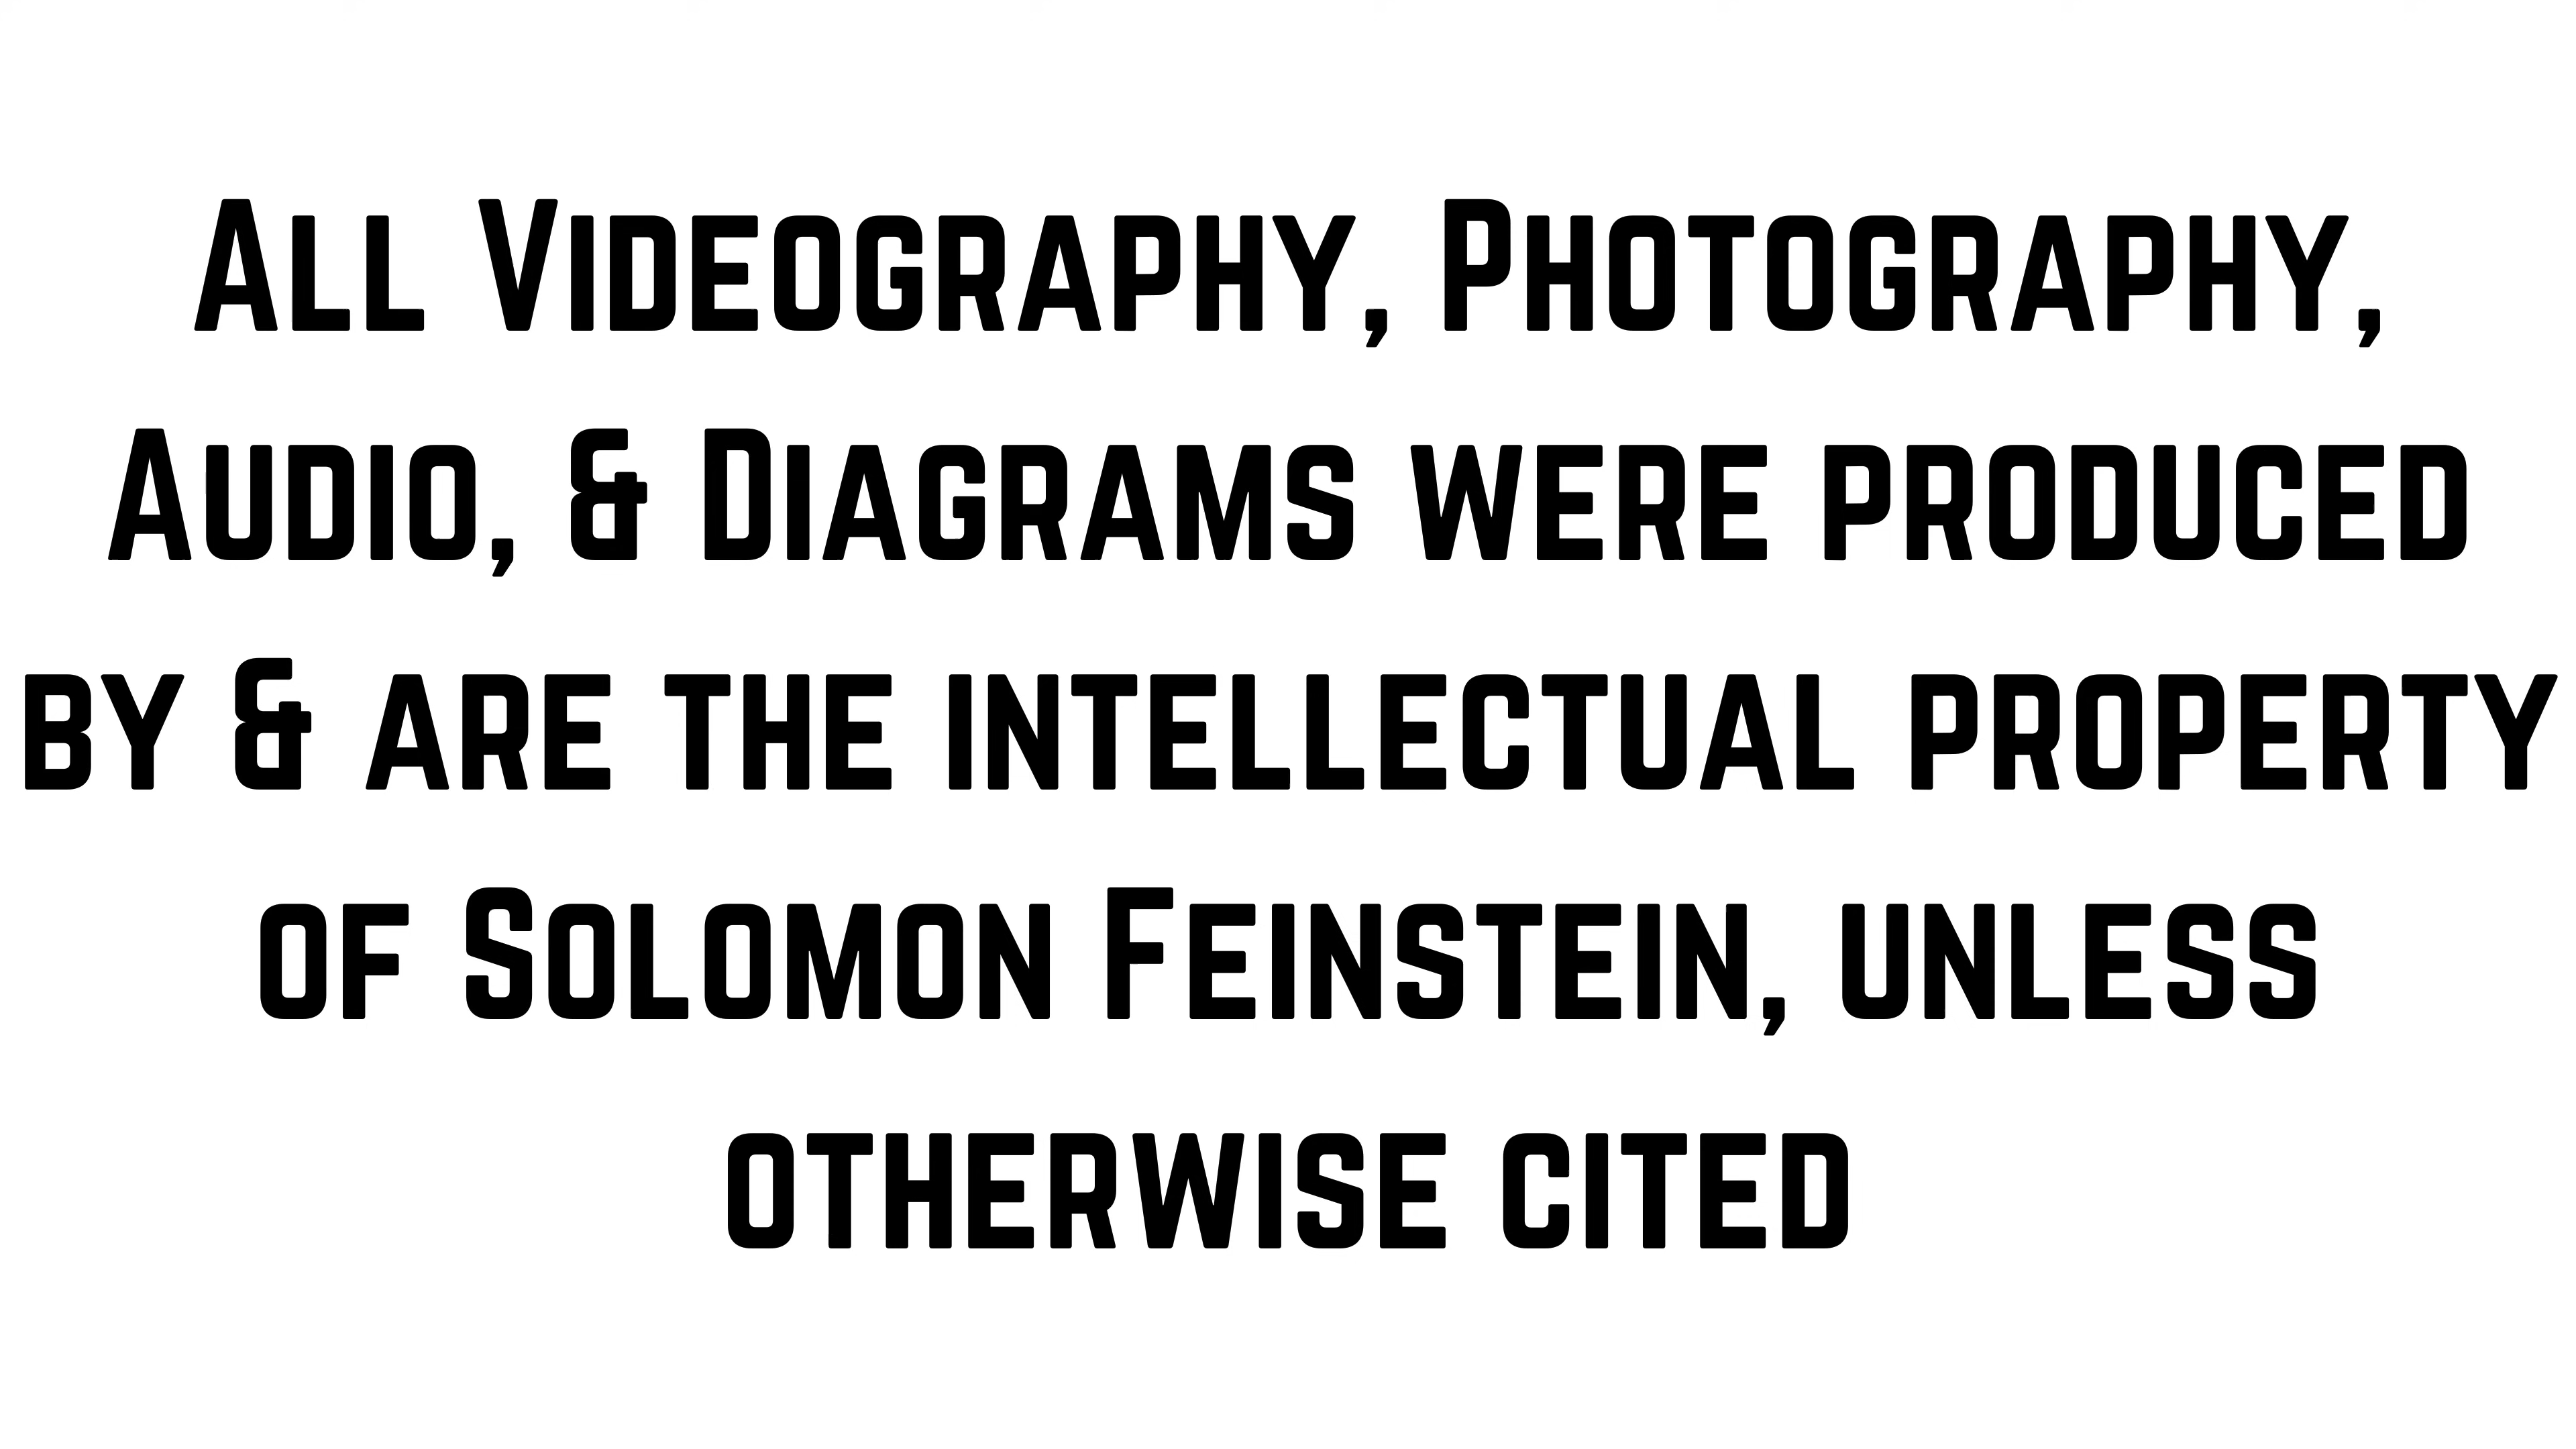 All Videography, Photography,
Audio, & Diagrams were produced
by & are the intellectual property
of Solomon Feinstein, unless
otherwise cited